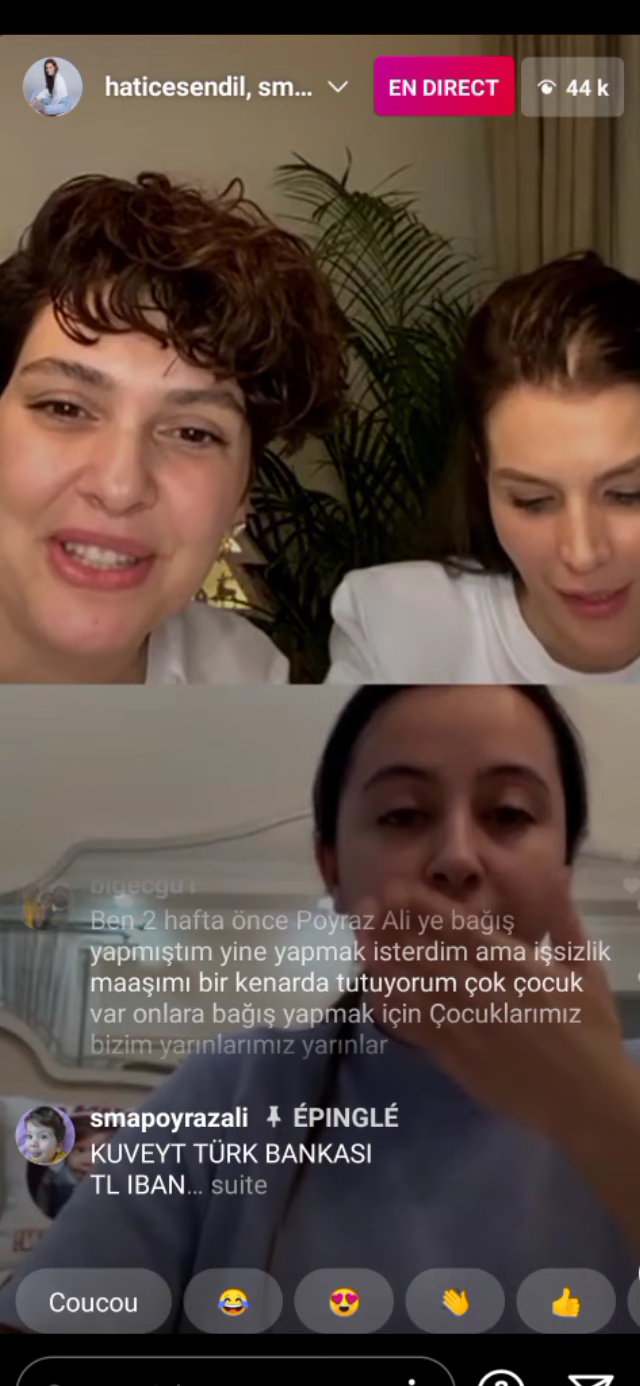 haticesendil, sm...
EN DIRECT
44 k
Ben 2 hafta önce Poyraz Ali ye bağış
yapmıştım yine yapmak isterdim ama işsizlik
maaşımı bir kenarda tutuyorum çok çocuk
var onlara bağış yapmak için Çocuklarımız
bizim yarınlarımız yarınlar
smapoyrazali ÉPINGLÉ
KUVEYT TÜRK BANKASI
TL IBAN... suite
Coucou